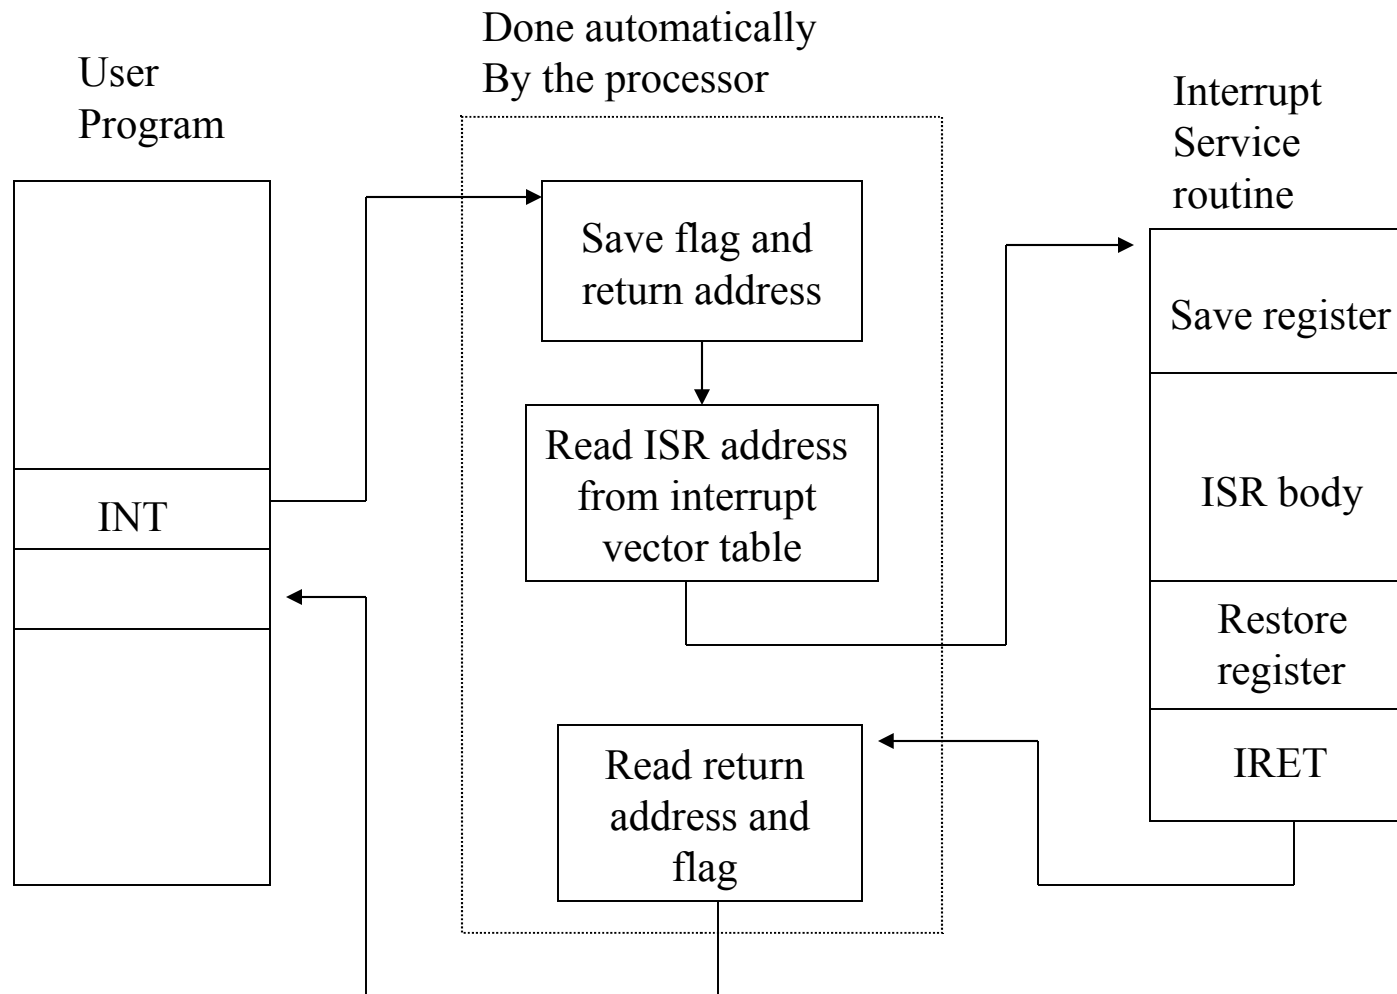 Done automatically
By the processor
User
Program
Interrupt
Service
routine
Save flag and
return address
Save register
Read ISR address
from interrupt
vector table
INT
ISR body
Restore
register
Read return
address and
flag
IRET